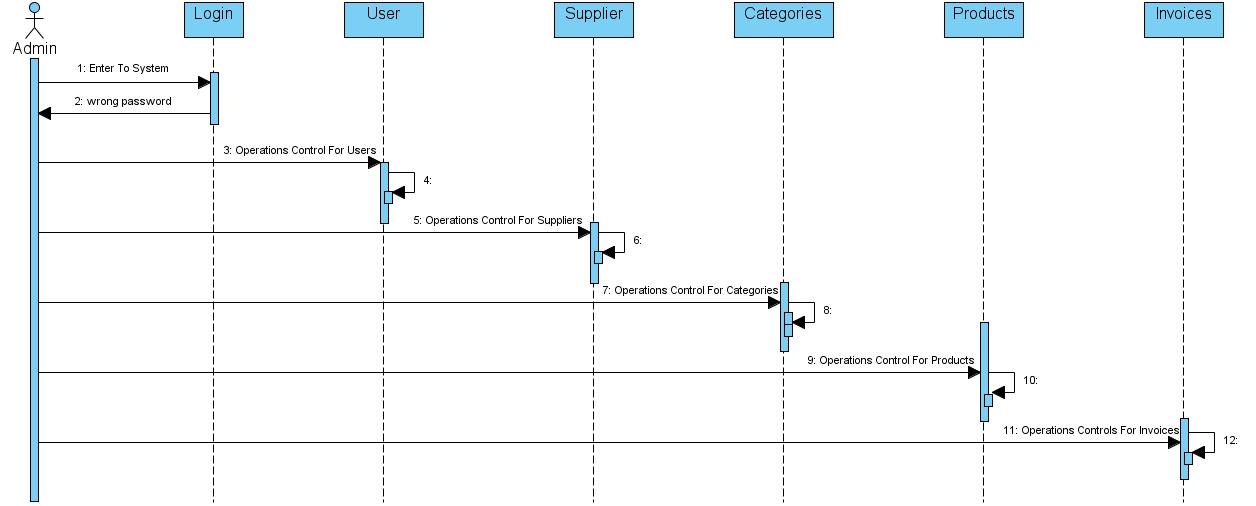 Login
User
Supplier
Categories
Products
Invoices
Admin
1: Enter To System
2: wrong password
3: Operations Control For Users
4:
5: Operations Control For Suppliers
6:
7: Operations Control For Categories
8:
9: Operations Control For Products
10:
11: Operations Controls For Invoices
12: